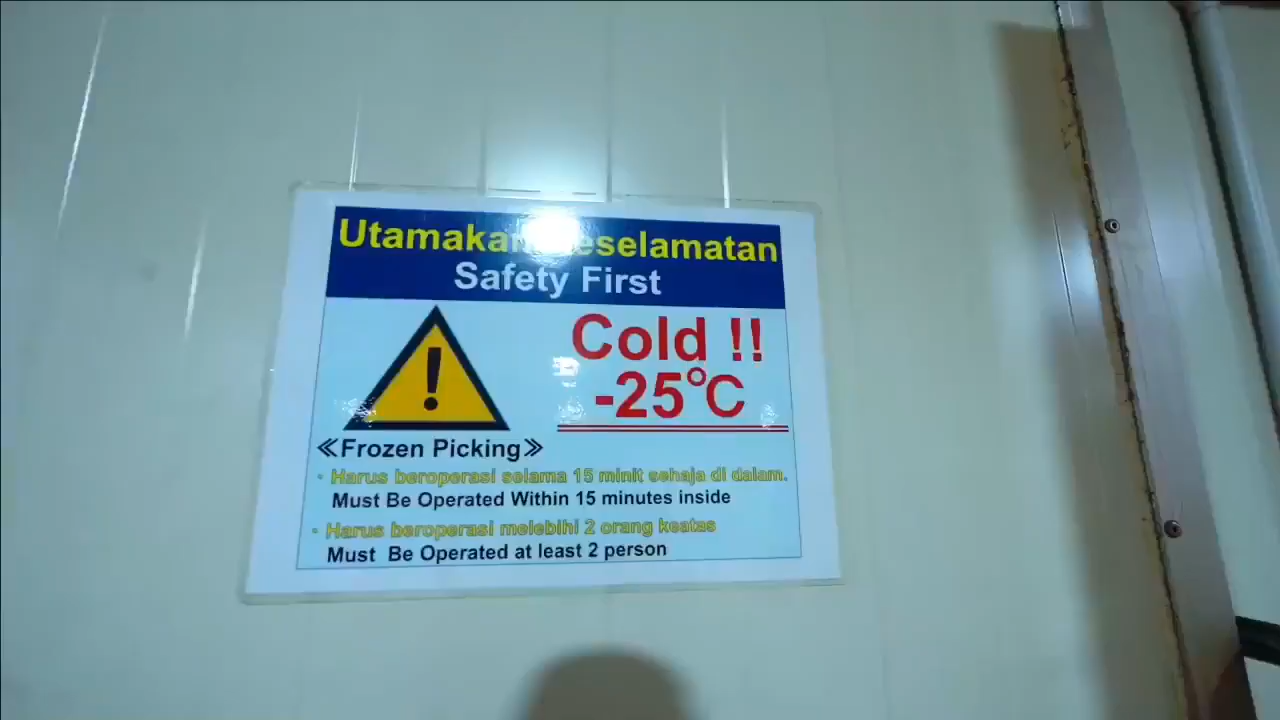 Utamakan Keselamatan
Safety First
Cold !!
-25°C
≪Frozen Picking≫
· Harus beroperasi selama 15 minit sehaja di dalam.
Must Be Operated Within 15 minutes inside
· Harus beroperasi melebihi 2 orang keatas
Must Be Operated at least 2 person